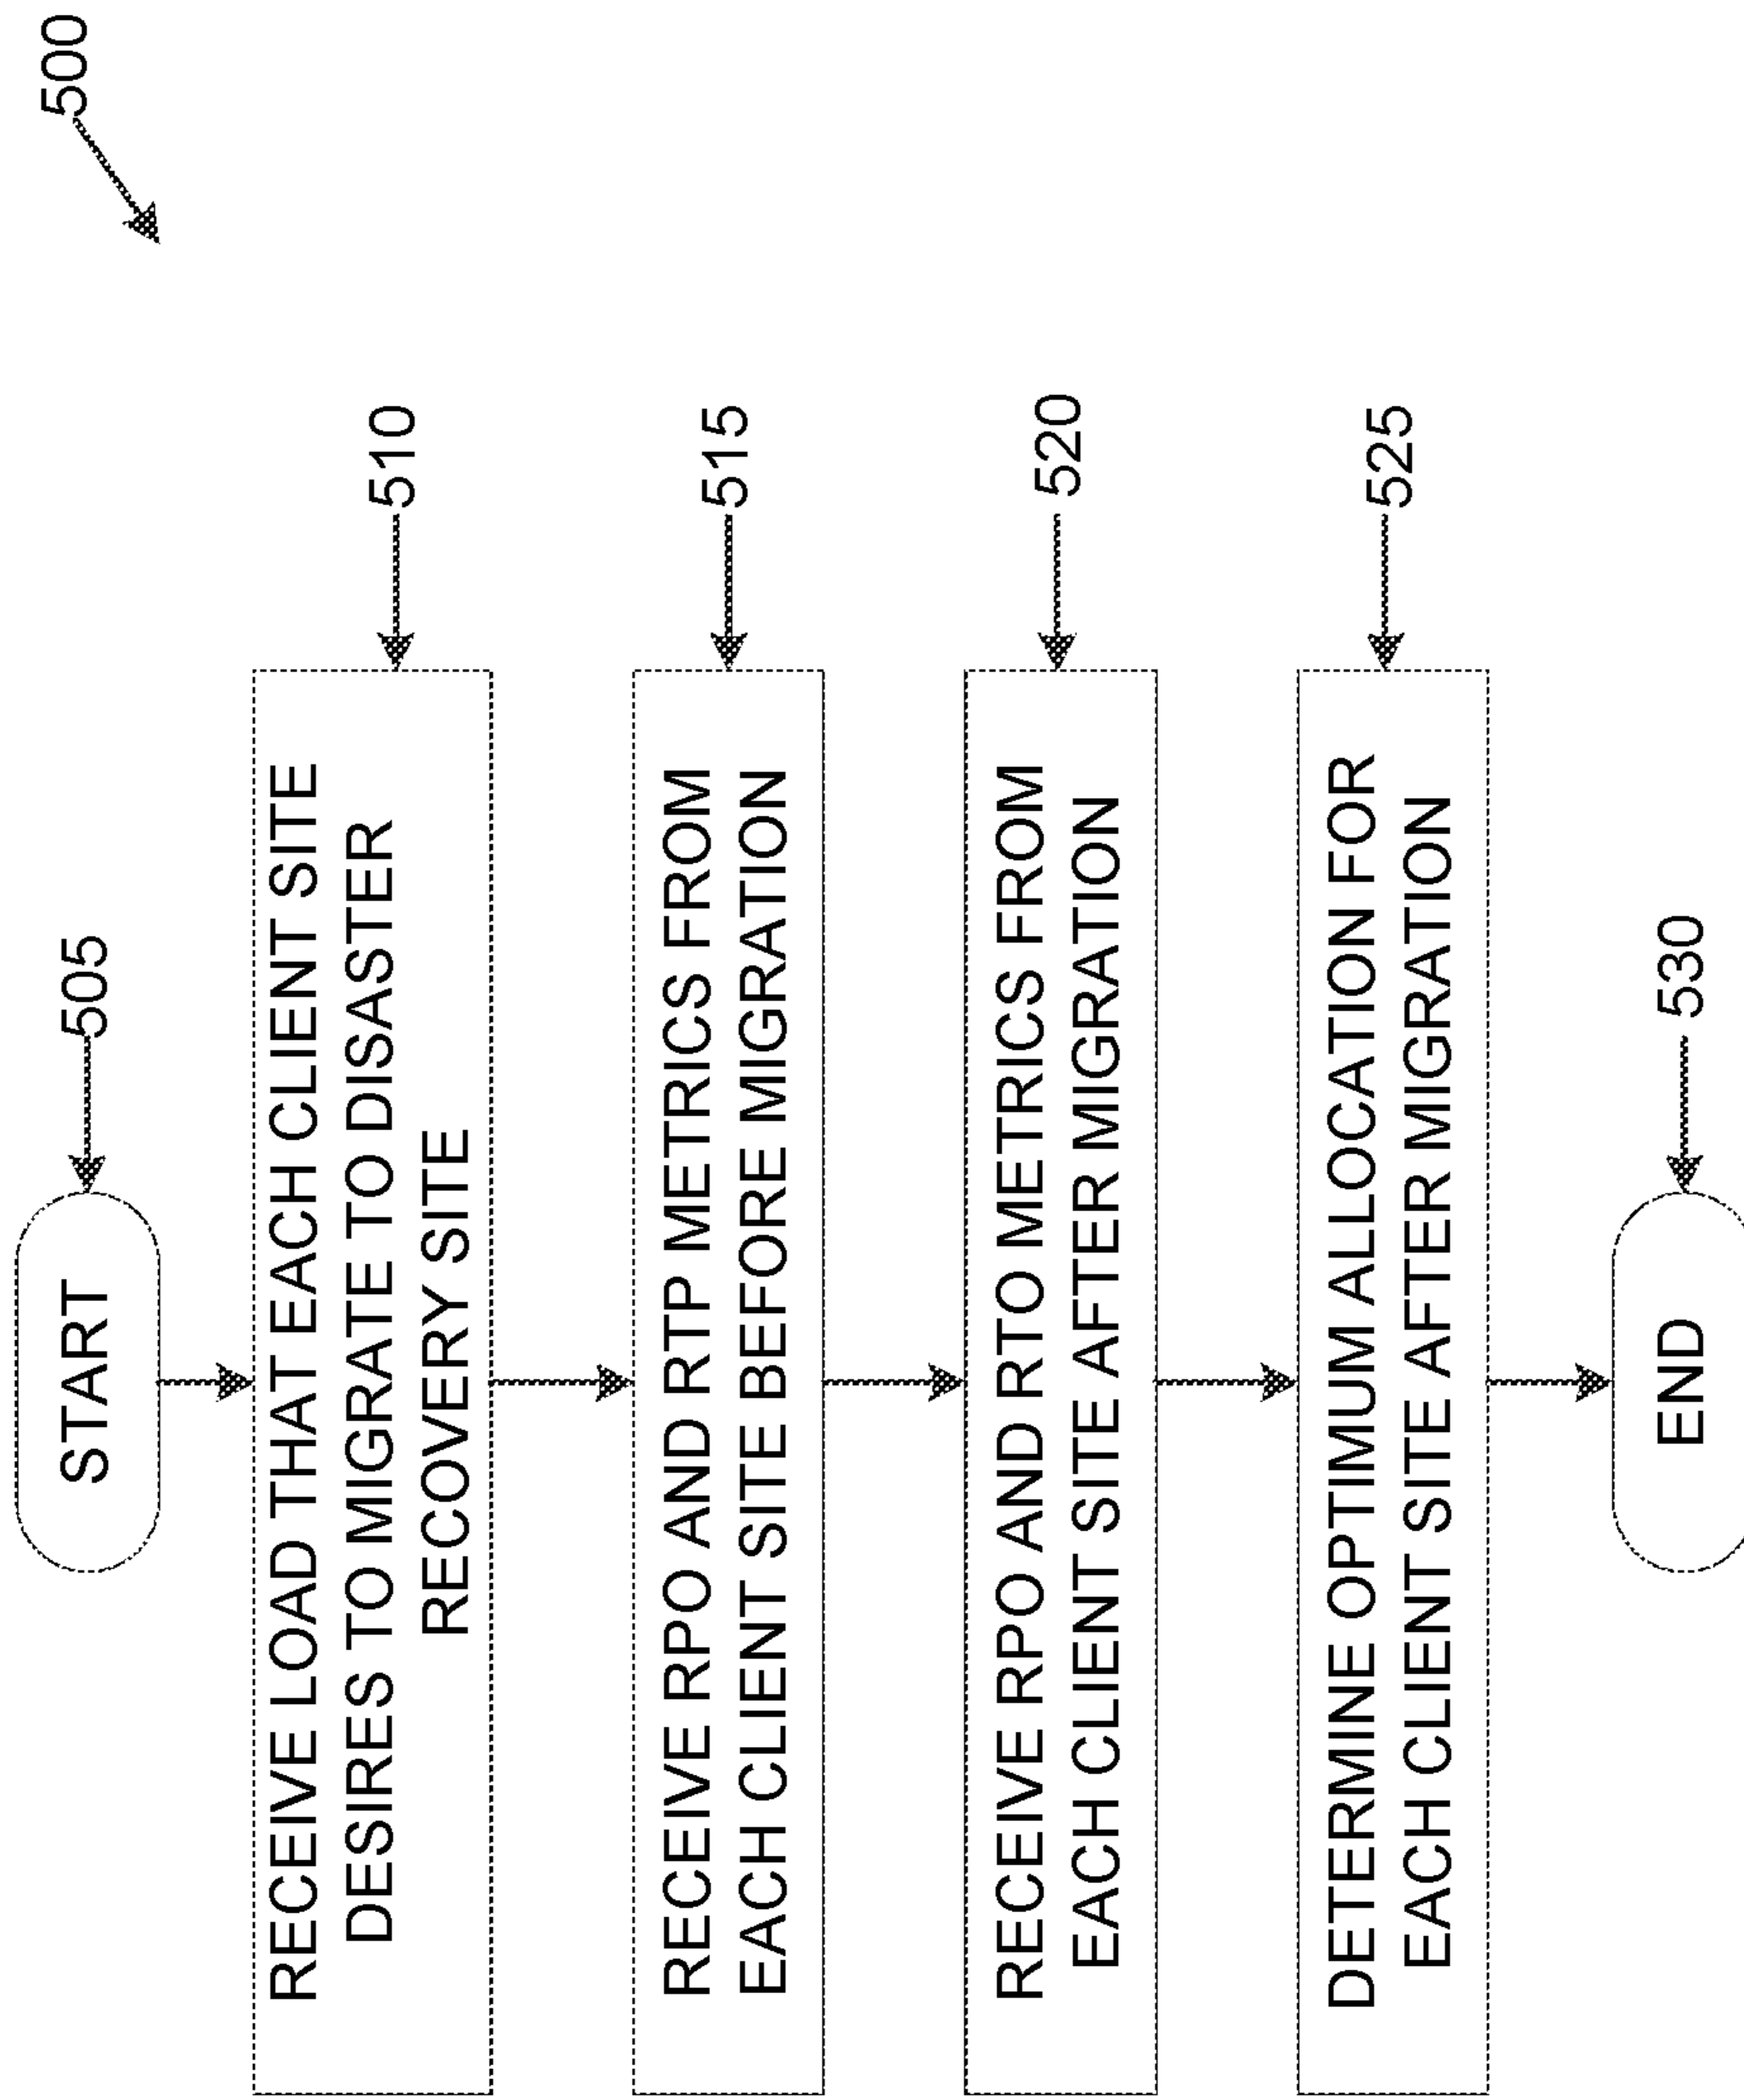 500
START
505
RECEIVE LOAD THAT EACH CLIENT SITE
DESIRES TO MIGRATE TO DISASTER
RECOVERY SITE
510
RECEIVE RPO AND RTP METRICS FROM
EACH CLIENT SITE BEFORE MIGRATION
515
RECEIVE RPO AND RTO METRICS FROM
EACH CLIENT SITE AFTER MIGRATION
520
DETERMINE OPTIMUM ALLOCATION FOR
EACH CLIENT SITE AFTER MIGRATION
525
END
530